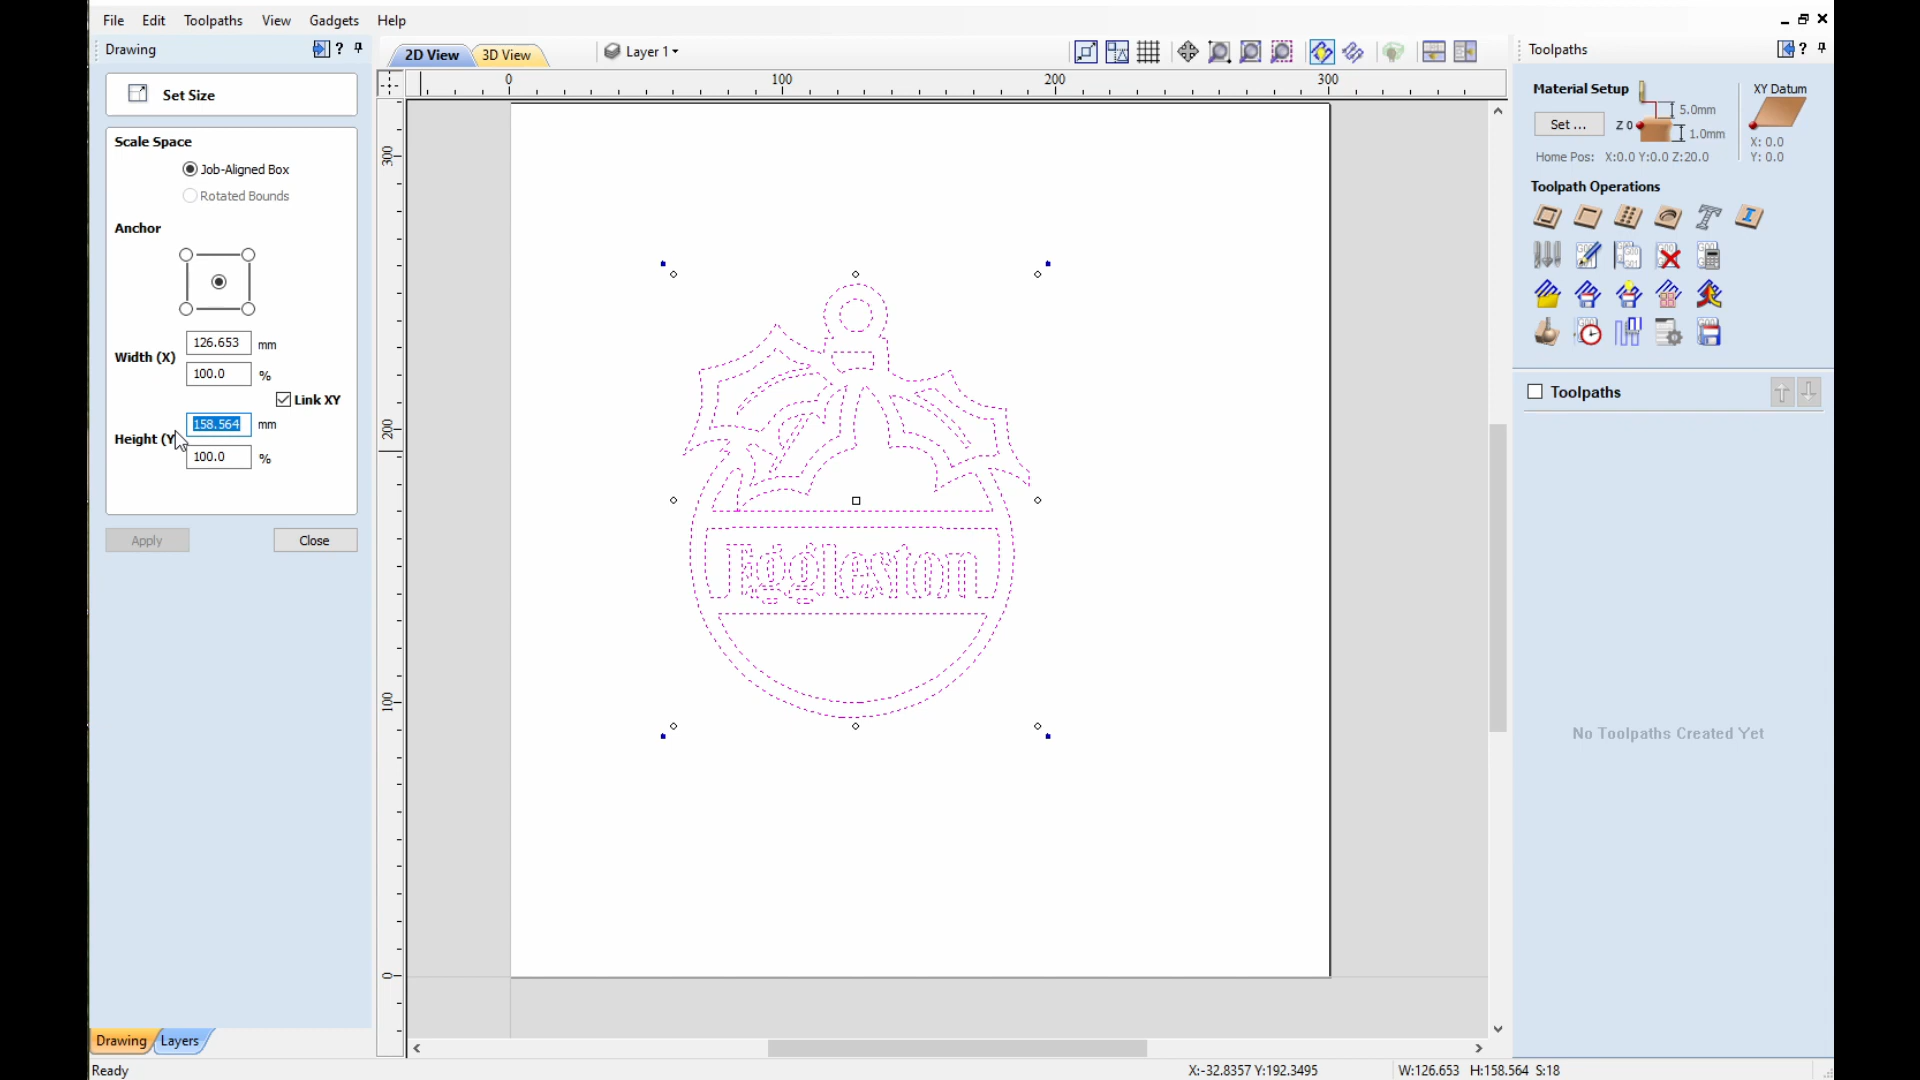 File Edit Toolpaths View Gadgets Help
Drawing ?
Set Size
Scale Space
Job-Aligned Box
Rotated Bounds
Anchor
126.653 mm
Width (X)
100.0 %
Link XY
158.564 mm
Height (Y
100.0 %
Apply Close
Drawing Layers
Ready
2D View 3D View Layer 1
0 100 200 300
300
200
100
0
Eggleston
Toolpaths ?
Material Setup XY Datum
5.0mm
Set ... Z 0 1.0mm
X: 0.0
Y: 0.0
Home Pos: X:0.0 Y:0.0 Z:20.0
Toolpath Operations
Toolpaths
No Toolpaths Created Yet
X:-32.8357 Y:192.3495 W:126.653 H:158.564 S:18